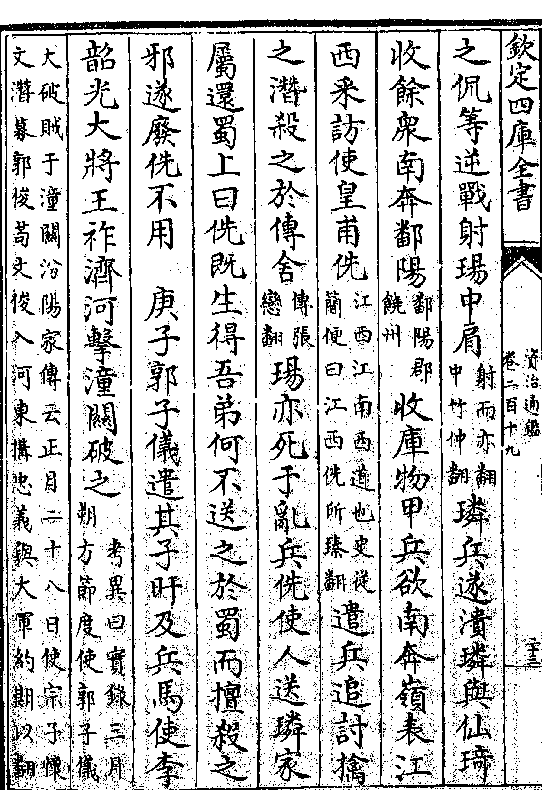 欽定四庫全書
資治通鑑
卷二百十九
二十三
之侃等逆戰射瑒中肩射而亦翻中竹仲翻璘兵遂潰璘與仙琦
收餘衆南奔鄱陽鄱陽郡饒州收庫物甲兵欲南奔嶺表江
西采訪使皇甫侁江西江南西道也史從簡便曰江西侁所臻翻遣兵追討擒
之潛殺之於傳舍傳張戀翻瑒亦死于亂兵侁使人送璘家
屬還蜀上曰侁既生得吾弟何不送之於蜀而擅殺之
邪遂廢侁不用　庚子郭子儀遣其子旰及兵馬使李
韶光大將王祚濟河擊潼關破之考異曰實録三月朔方節度使郭子儀
大破賊于潼關汾陽家傳云正月二十八日使宗子懷
文潛募郭俊苟文俊入河東搆忠義與大軍約期以翻